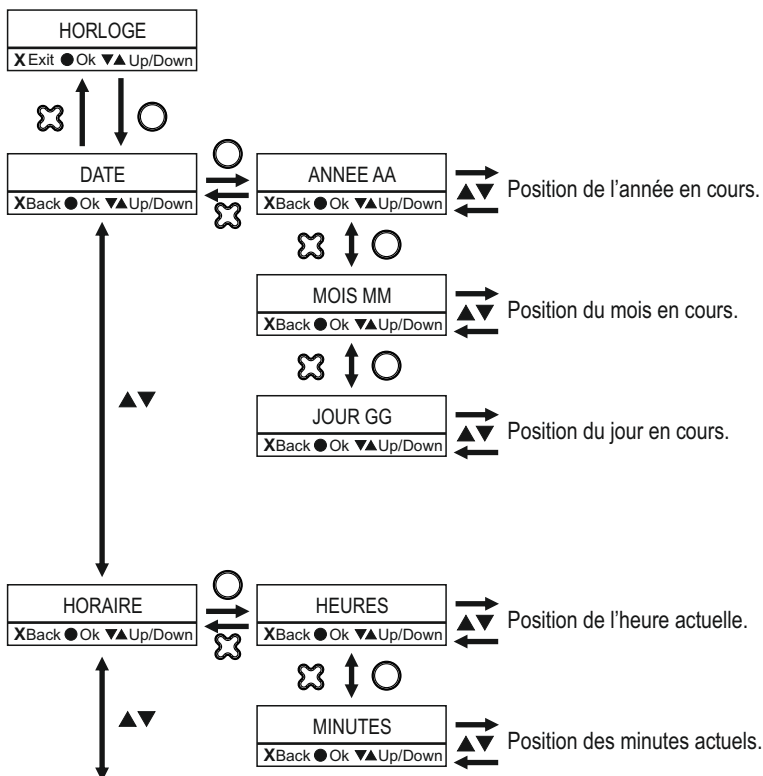 HORLOGE
X Exit ● Ok ▼▲ Up/Down
DATE
XBack ● Ok ▼▲Up/Down
ANNEE AA
XBack ● Ok ▼▲Up/Down
▲▼ Position de l'année en cours.
MOIS MM
XBack ● Ok ▼▲Up/Down
▲▼ Position du mois en cours.
JOUR GG
XBack ● Ok ▼▲Up/Down
▲▼ Position du jour en cours.
▲▼
HORAIRE
XBack ● Ok ▼▲Up/Down
HEURES
XBack ● Ok ▼▲Up/Down
▲▼ Position de l'heure actuelle.
▲▼
MINUTES
XBack ● Ok ▼▲Up/Down
▲▼ Position des minutes actuels.